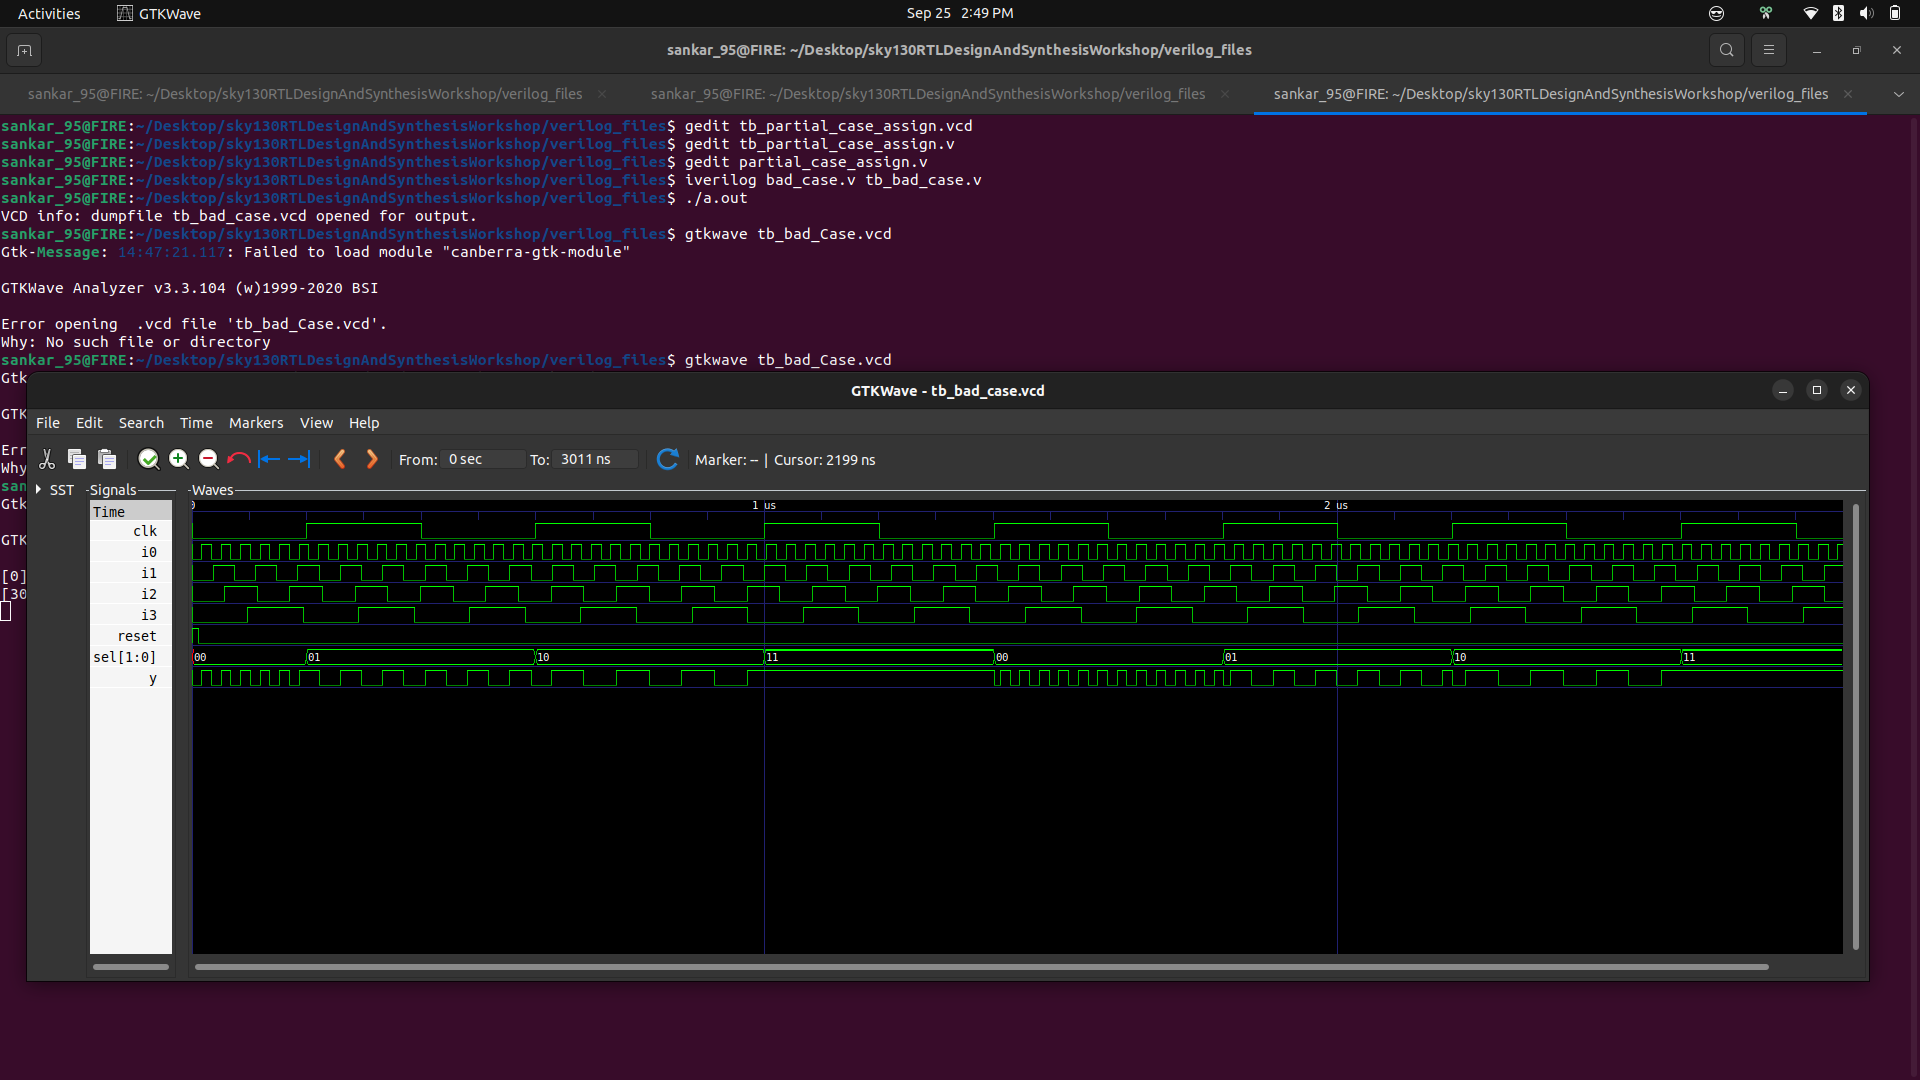 Activities GTKWave Sep 25 2:49 PM
sankar_95@FIRE: ~/Desktop/sky130RTLDesignAndSynthesisWorkshop/verilog_files
sankar_95@FIRE: ~/Desktop/sky130RTLDesignAndSynthesisWorkshop/verilog_files × sankar_95@FIRE: ~/Desktop/sky130RTLDesignAndSynthesisWorkshop/verilog_files × sankar_95@FIRE: ~/Desktop/sky130RTLDesignAndSynthesisWorkshop/verilog_files ×
sankar_95@FIRE:~/Desktop/sky130RTLDesignAndSynthesisWorkshop/verilog_files$ gedit tb_partial_case_assign.vcd
sankar_95@FIRE:~/Desktop/sky130RTLDesignAndSynthesisWorkshop/verilog_files$ gedit tb_partial_case_assign.v
sankar_95@FIRE:~/Desktop/sky130RTLDesignAndSynthesisWorkshop/verilog_files$ gedit partial_case_assign.v
sankar_95@FIRE:~/Desktop/sky130RTLDesignAndSynthesisWorkshop/verilog_files$ iverilog bad_case.v tb_bad_case.v
sankar_95@FIRE:~/Desktop/sky130RTLDesignAndSynthesisWorkshop/verilog_files$ ./a.out
VCD info: dumpfile tb_bad_case.vcd opened for output.
sankar_95@FIRE:~/Desktop/sky130RTLDesignAndSynthesisWorkshop/verilog_files$ gtkwave tb_bad_Case.vcd
Gtk-Message: 14:47:21.117: Failed to load module "canberra-gtk-module"
GTKWave Analyzer v3.3.104 (w)1999-2020 BSI
Error opening  .vcd file 'tb_bad_Case.vcd'.
Why: No such file or directory
sankar_95@FIRE:~/Desktop/sky130RTLDesignAndSynthesisWorkshop/verilog_files$ gtkwave tb_bad_Case.vcd
Gtk
GTK
Err
Why
san
Gtk
GTK
[0]
[30
GTKWave - tb_bad_case.vcd
File Edit Search Time Markers View Help
From: 0 sec To: 3011 ns Marker: -- | Cursor: 2199 ns
SST Signals Waves
Time 0 1 us 2 us
clk
i0
i1
i2
i3
reset
sel[1:0] 00 01 10 11 00 01 10 11
y